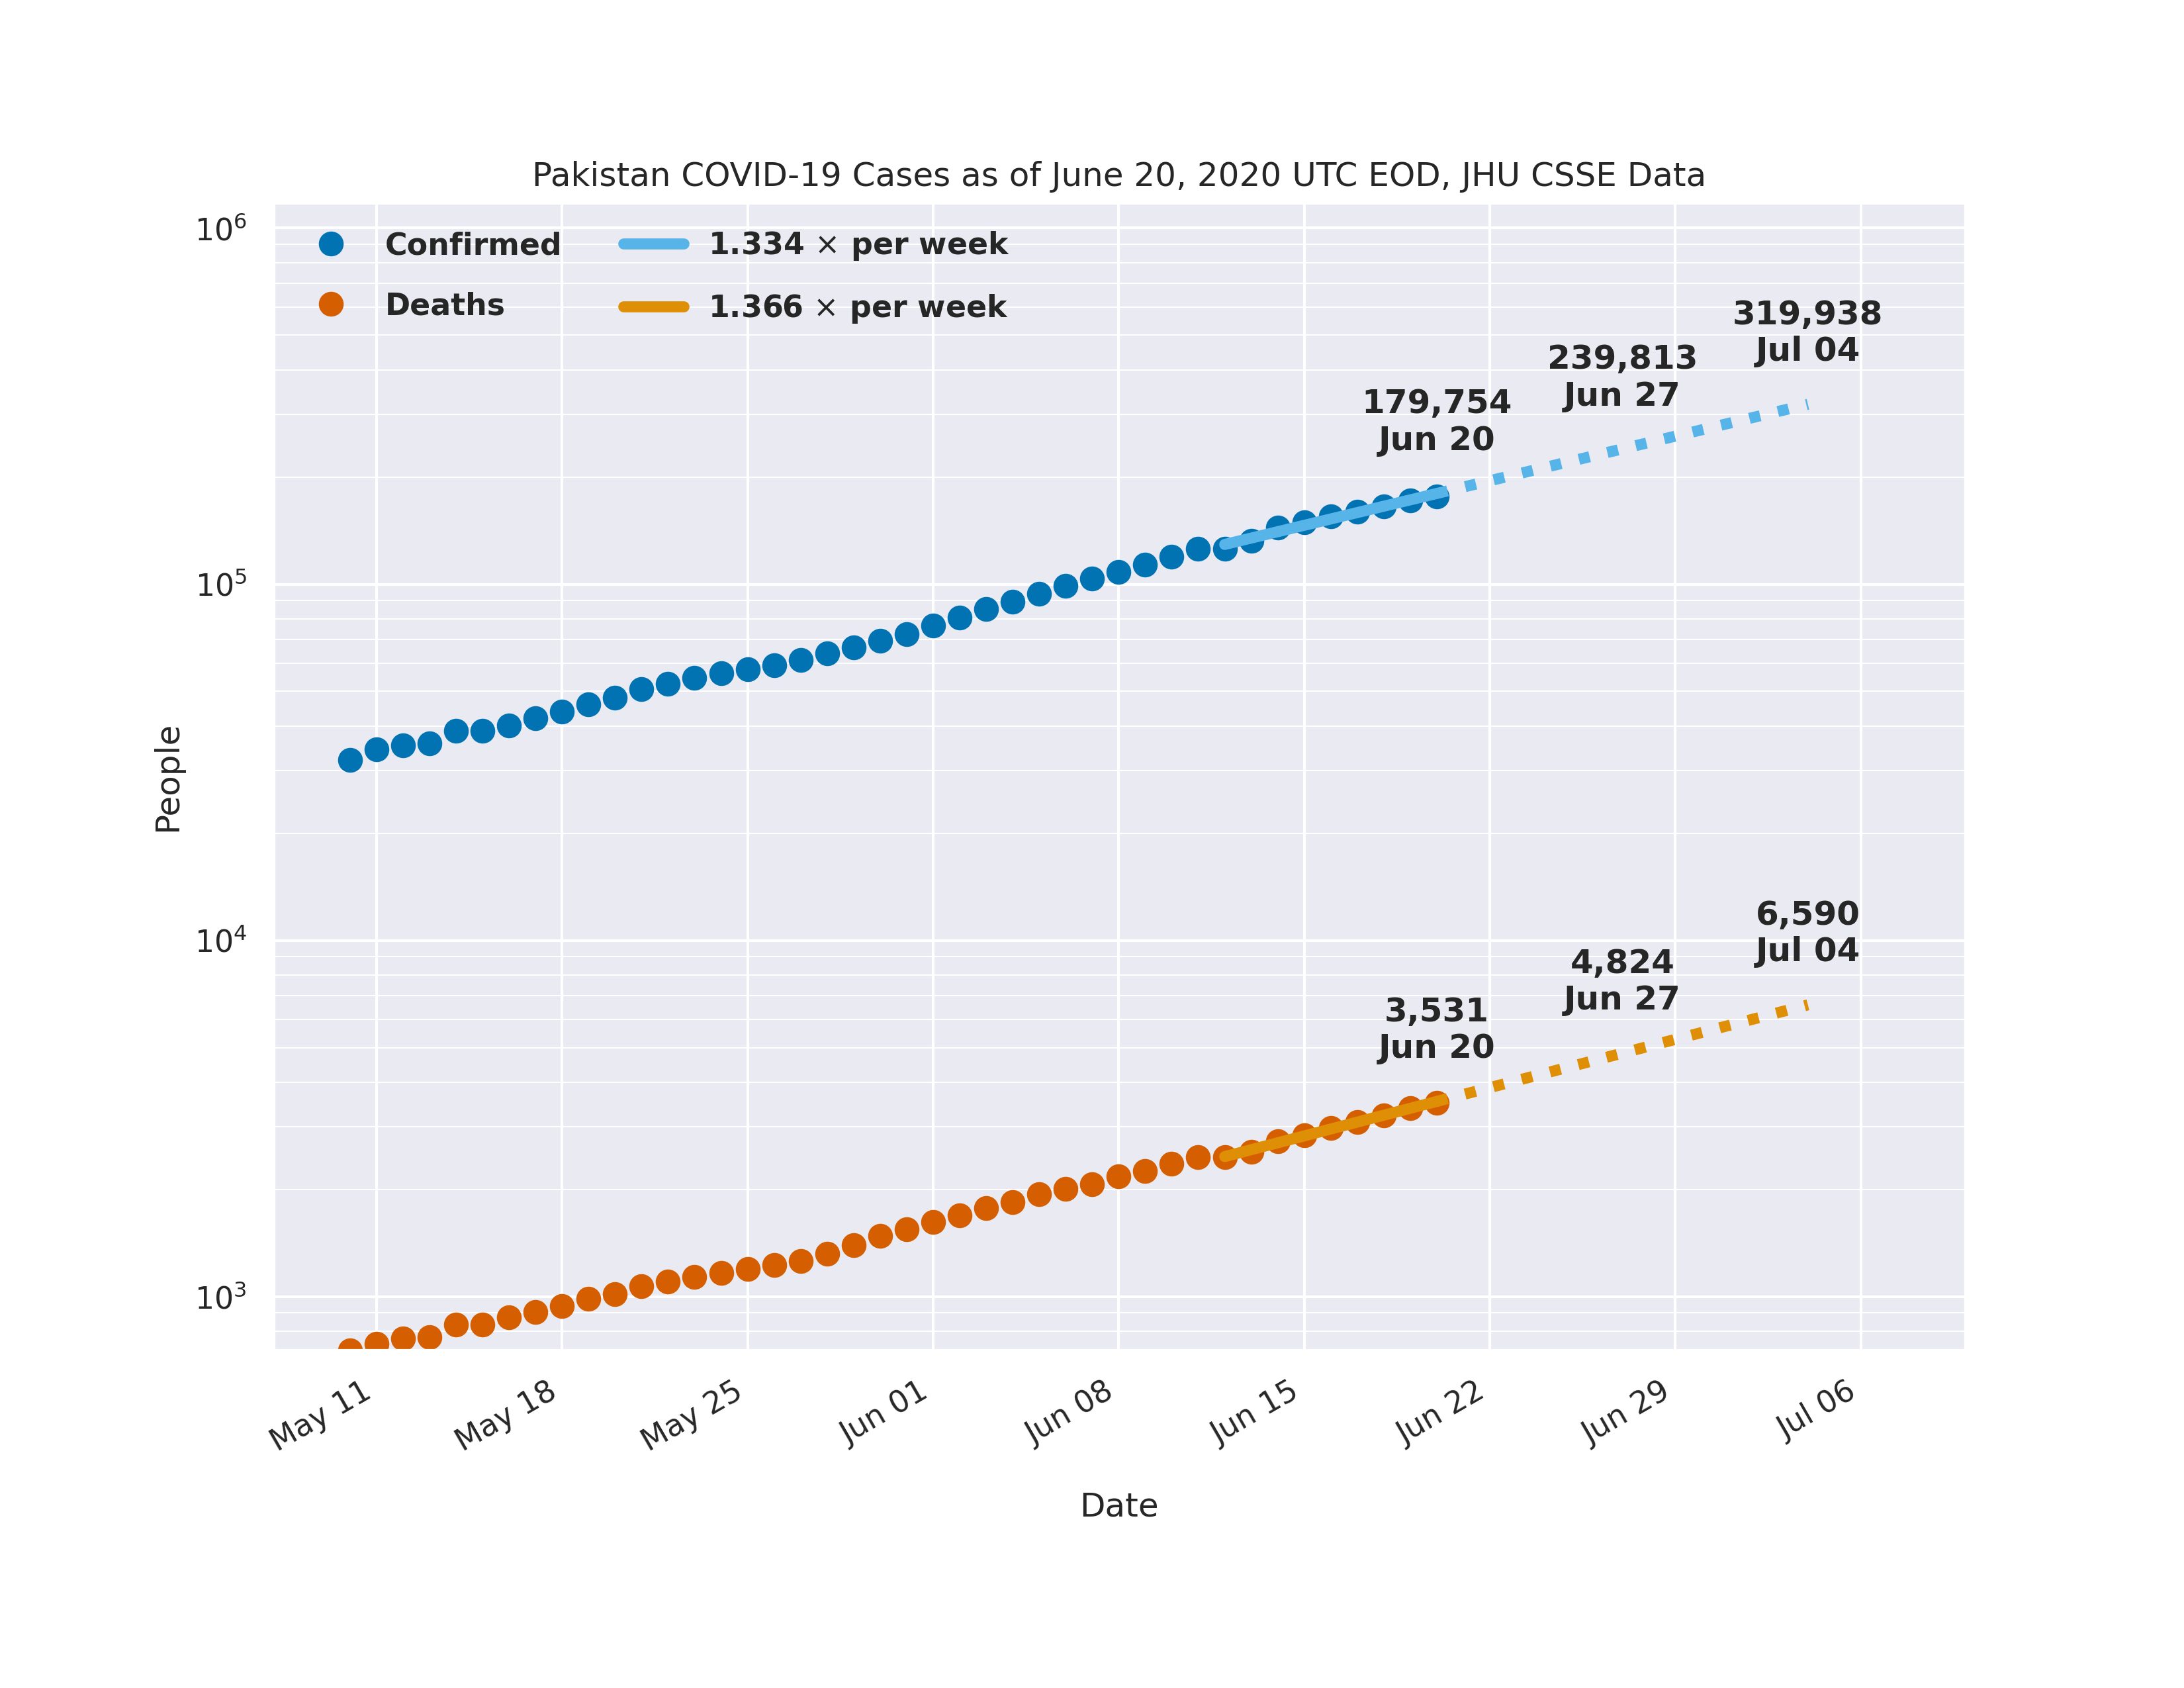 Pakistan COVID-19 Cases as of June 20, 2020 UTC EOD, JHU CSSE Data
10⁶
10⁵
10⁴
10³
People
Confirmed
Deaths
1.334 × per week
1.366 × per week
179,754
Jun 20
239,813
Jun 27
319,938
Jul 04
3,531
Jun 20
4,824
Jun 27
6,590
Jul 04
May 11
May 18
May 25
Jun 01
Jun 08
Jun 15
Jun 22
Jun 29
Jul 06
Date